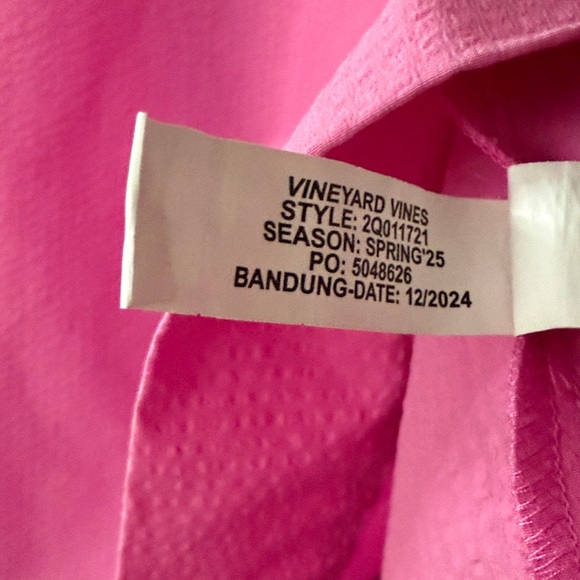 VINEYARD VINES
STYLE: 2Q011721
SEASON: SPRING'25
PO: 5048626
BANDUNG-DATE: 12/2024